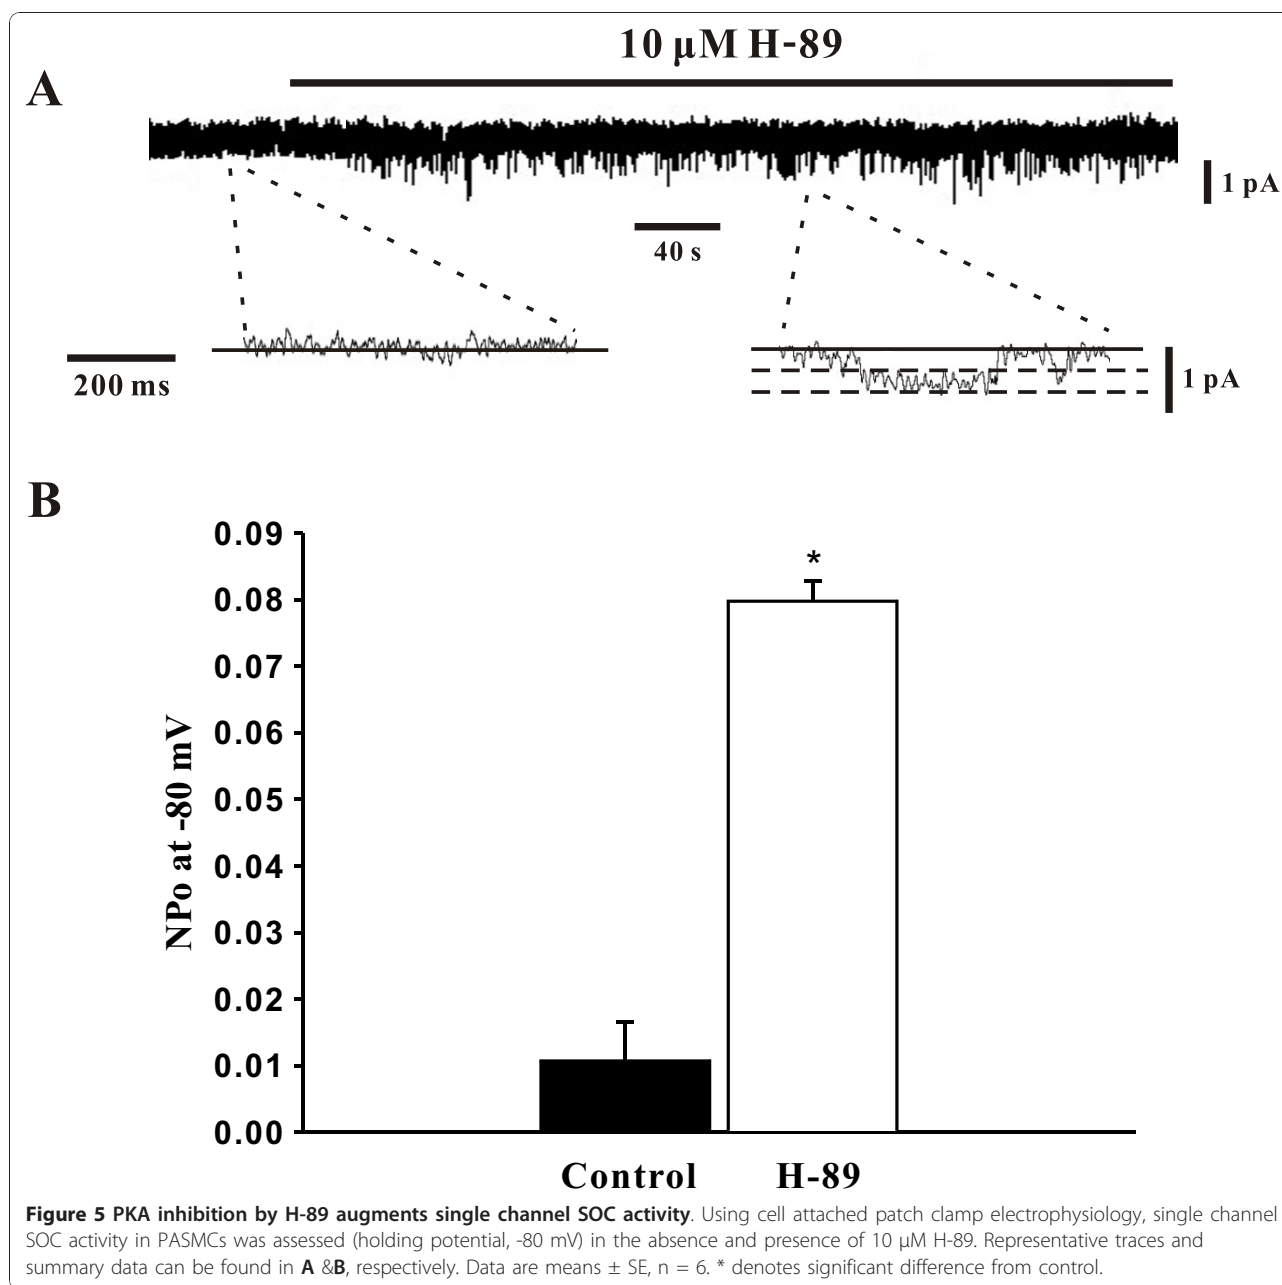 10 µM H-89
A
1 pA
40 s
200 ms
1 pA
B
0.09
0.08
0.07
0.06
0.05
0.04
0.03
0.02
0.01
0.00
NPo at -80 mV
*
Control H-89
Figure 5 PKA inhibition by H-89 augments single channel SOC activity. Using cell attached patch clamp electrophysiology, single channel
SOC activity in PASMCs was assessed (holding potential, -80 mV) in the absence and presence of 10 µM H-89. Representative traces and
summary data can be found in A &B, respectively. Data are means ± SE, n = 6. * denotes significant difference from control.